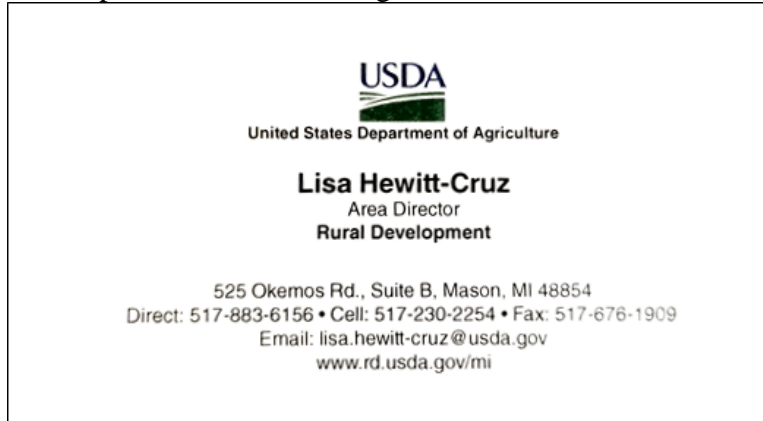 USDA
United States Department of Agriculture
Lisa Hewitt-Cruz
Area Director
Rural Development
525 Okemos Rd., Suite B, Mason, MI 48854
Direct: 517-883-6156 • Cell: 517-230-2254 • Fax: 517-676-1909
Email: lisa.hewitt-cruz@usda.gov
www.rd.usda.gov/mi